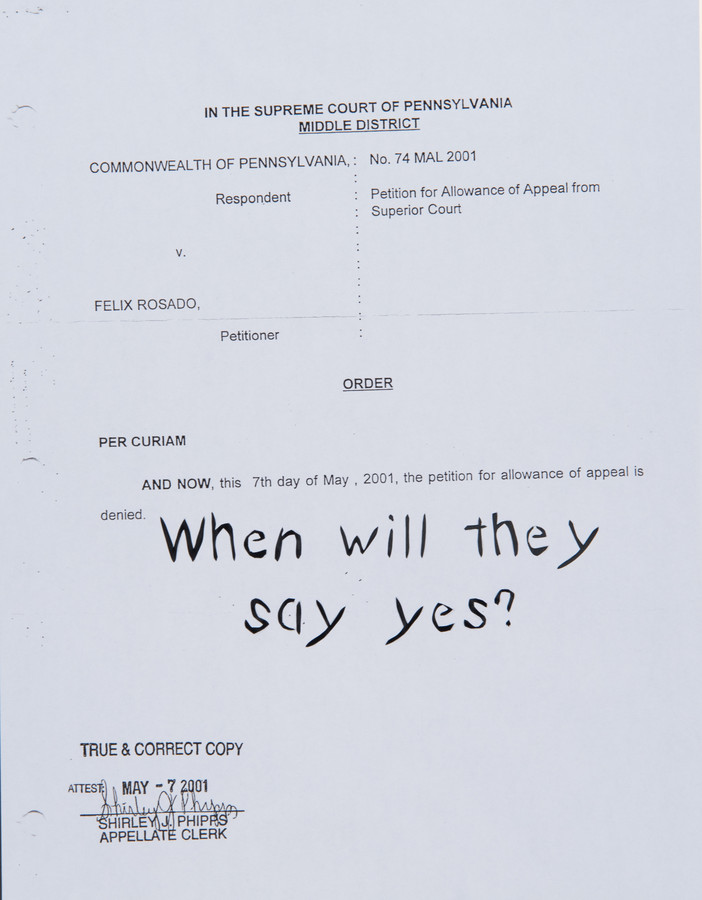 IN THE SUPREME COURT OF PENNSYLVANIA
MIDDLE DISTRICT
COMMONWEALTH OF PENNSYLVANIA, : No. 74 MAL 2001
:
Respondent : Petition for Allowance of Appeal from
: Superior Court
:
v. :
:
:
:
FELIX ROSADO, :
:
Petitioner :
ORDER
PER CURIAM
AND NOW, this 7th day of May , 2001, the petition for allowance of appeal is
denied.
When will they
say yes?
TRUE & CORRECT COPY
ATTEST: MAY - 7 2001
Shirley J. Phipps
SHIRLEY J. PHIPPS
APPELLATE CLERK